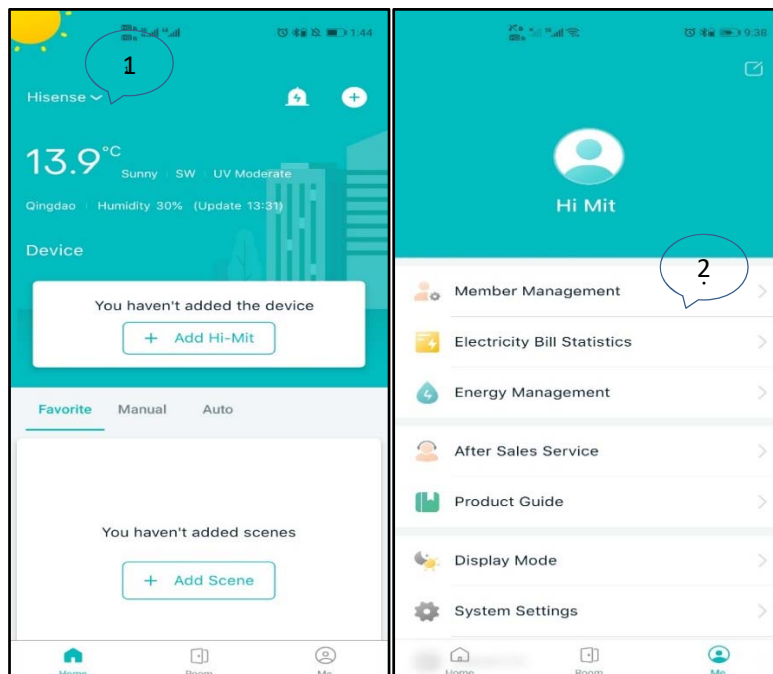 1:44
1
Hisense
13.9°C
Sunny SW UV Moderate
Qingdao Humidity 30% (Update 13:31)
Device
You haven't added the device
+ Add Hi-Mit
Favorite Manual Auto
You haven't added scenes
+ Add Scene
Home Room Me
9:38
Hi Mit
2
Member Management
Electricity Bill Statistics
Energy Management
After Sales Service
Product Guide
Display Mode
System Settings
Home Room Me